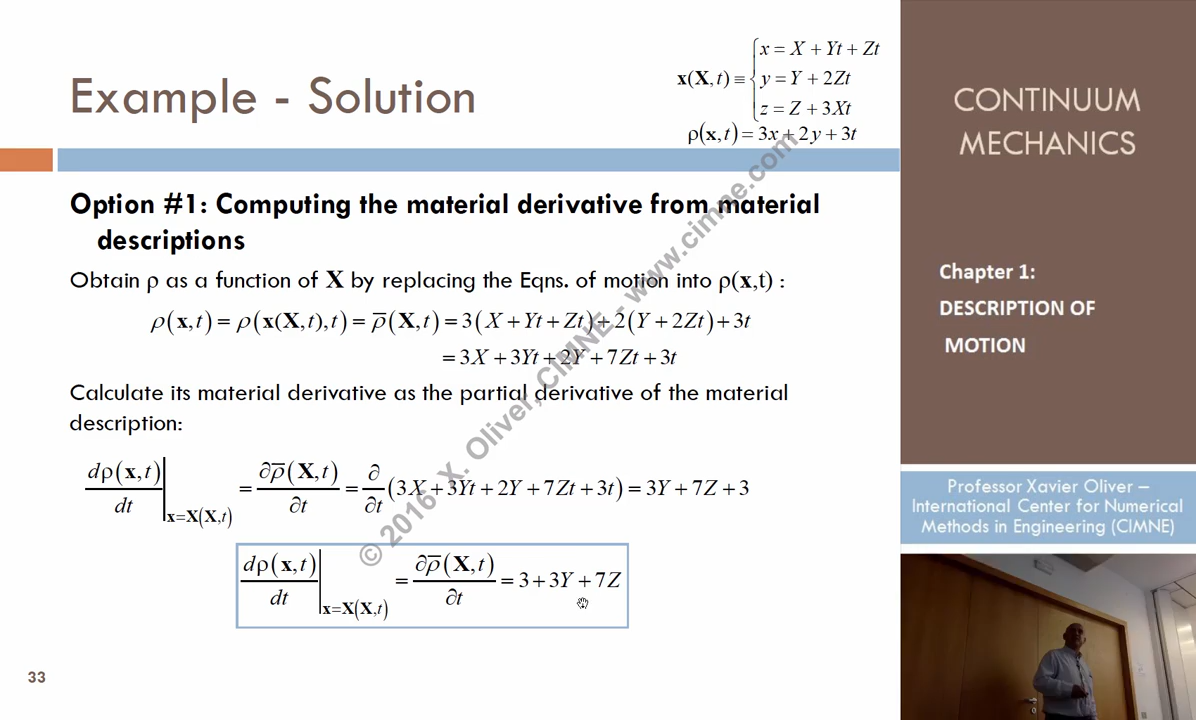 Example - Solution
x(X,t) ≡ { x = X + Yt + Zt
y = Y + 2Zt
z = Z + 3Xt
ρ(x,t) = 3x + 2y + 3t
Option #1: Computing the material derivative from material
descriptions
Obtain ρ as a function of X by replacing the Eqns. of motion into ρ(x,t) :
ρ(x,t) = ρ(x(X,t),t) = ρ̅(X,t) = 3(X + Yt + Zt) + 2(Y + 2Zt) + 3t
= 3X + 3Yt + 2Y + 7Zt + 3t
Calculate its material derivative as the partial derivative of the material
description:
dρ(x,t)/dt |x=X(X,t) = ∂ρ̅(X,t)/∂t = ∂/∂t (3X + 3Yt + 2Y + 7Zt + 3t) = 3Y + 7Z + 3
dρ(x,t)/dt |x=X(X,t) = ∂ρ̅(X,t)/∂t = 3 + 3Y + 7Z
33
© 2016 X. Oliver, CIMNE - www.cimne.com
CONTINUUM
MECHANICS
Chapter 1:
DESCRIPTION OF
MOTION
Professor Xavier Oliver –
International Center for Numerical
Methods in Engineering (CIMNE)